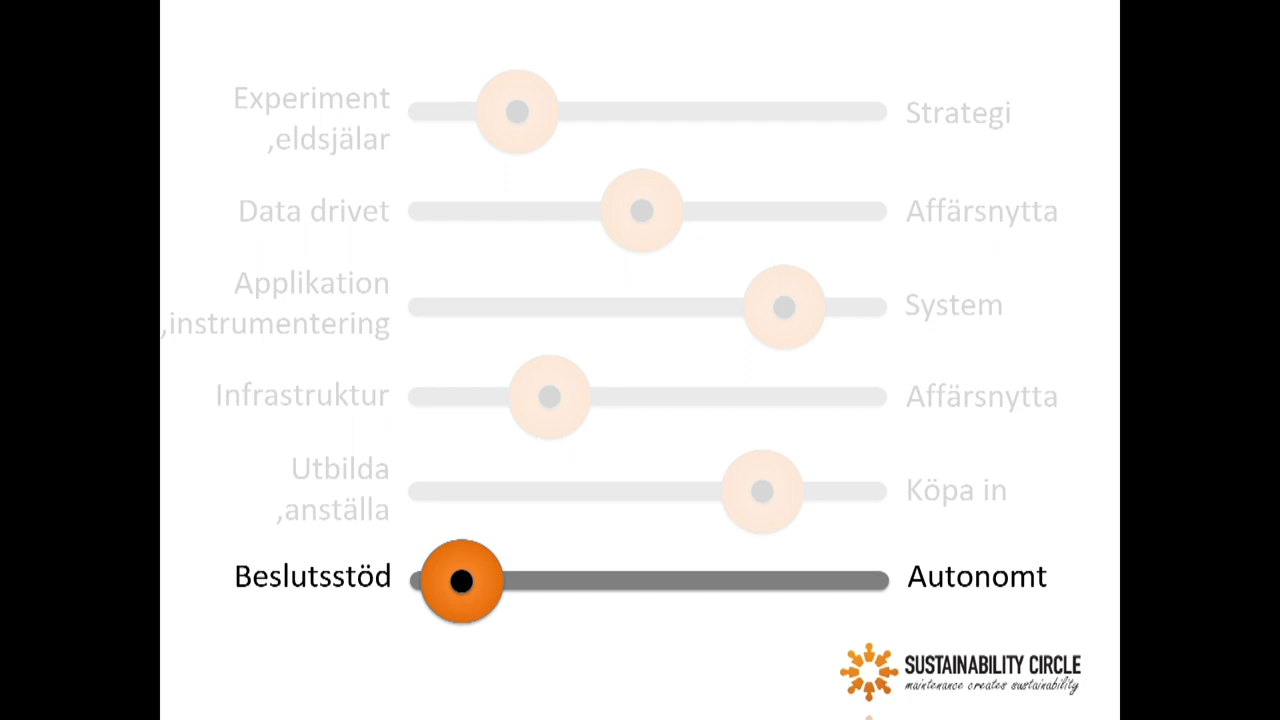 Experiment
,eldsjälar
Strategi
Data drivet
Affärsnytta
Applikation
,instrumentering
System
Infrastruktur
Affärsnytta
Utbilda
,anställa
Köpa in
Beslutsstöd
Autonomt
SUSTAINABILITY CIRCLE
maintenance creates sustainability